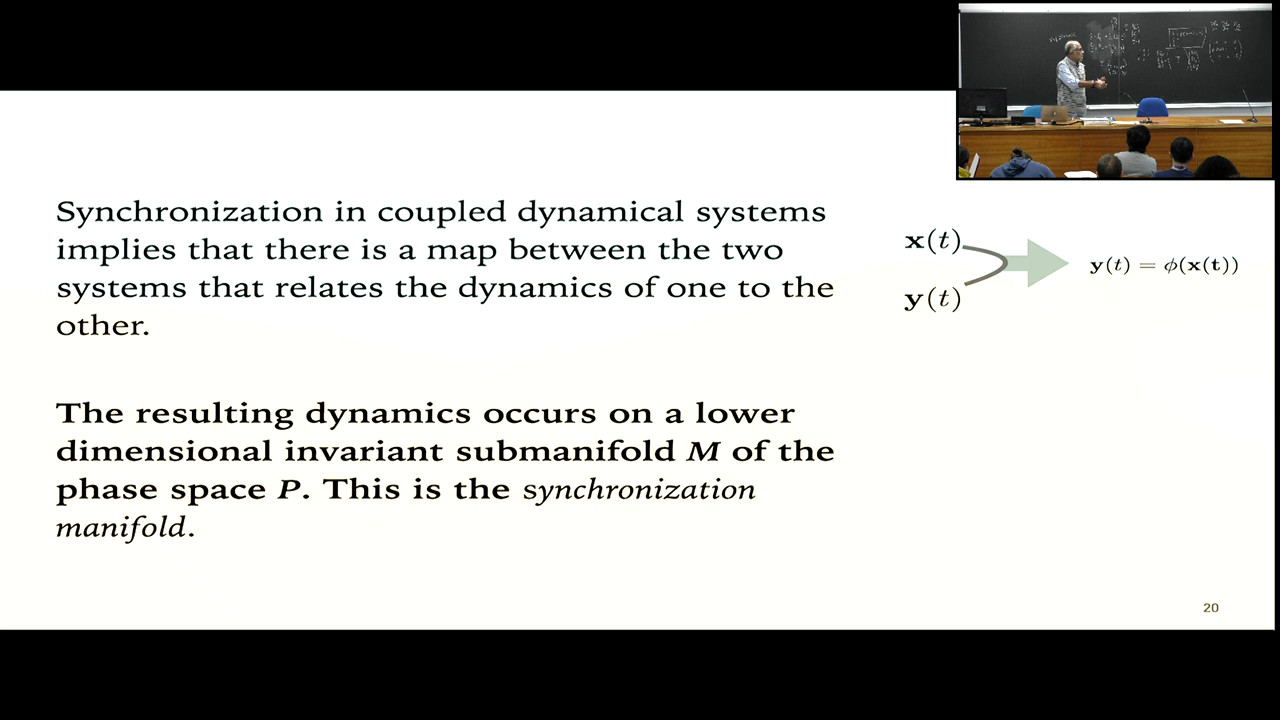 Synchronization in coupled dynamical systems
implies that there is a map between the two
systems that relates the dynamics of one to the
other.
x(t)
y(t)
y(t) = ϕ(x(t))
The resulting dynamics occurs on a lower
dimensional invariant submanifold M of the
phase space P. This is the synchronization
manifold.
20